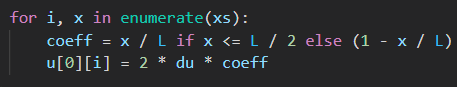 for i, x in enumerate(xs):
    coeff = x / L if x <= L / 2 else (1 - x / L)
    u[0][i] = 2 * du * coeff